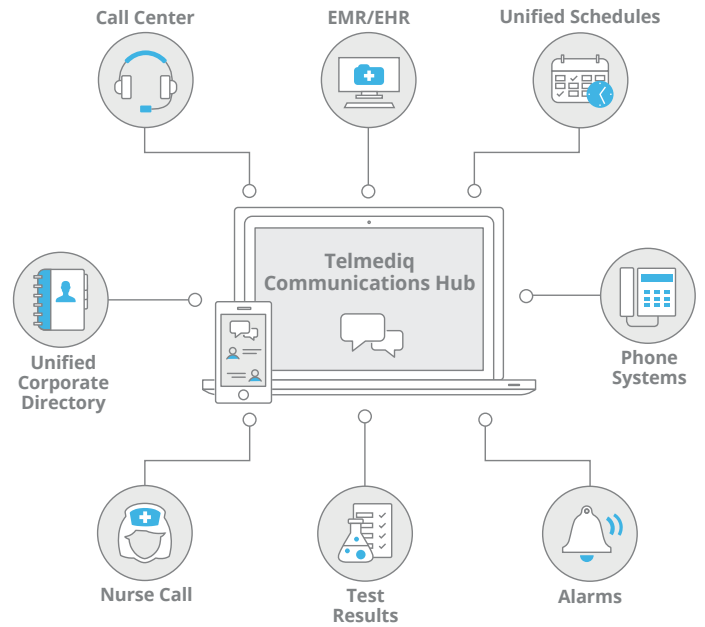 Call Center
EMR/EHR
Unified Schedules
Telmediq
Communications Hub
Unified
Corporate
Directory
Phone
Systems
Nurse Call
Test
Results
Alarms